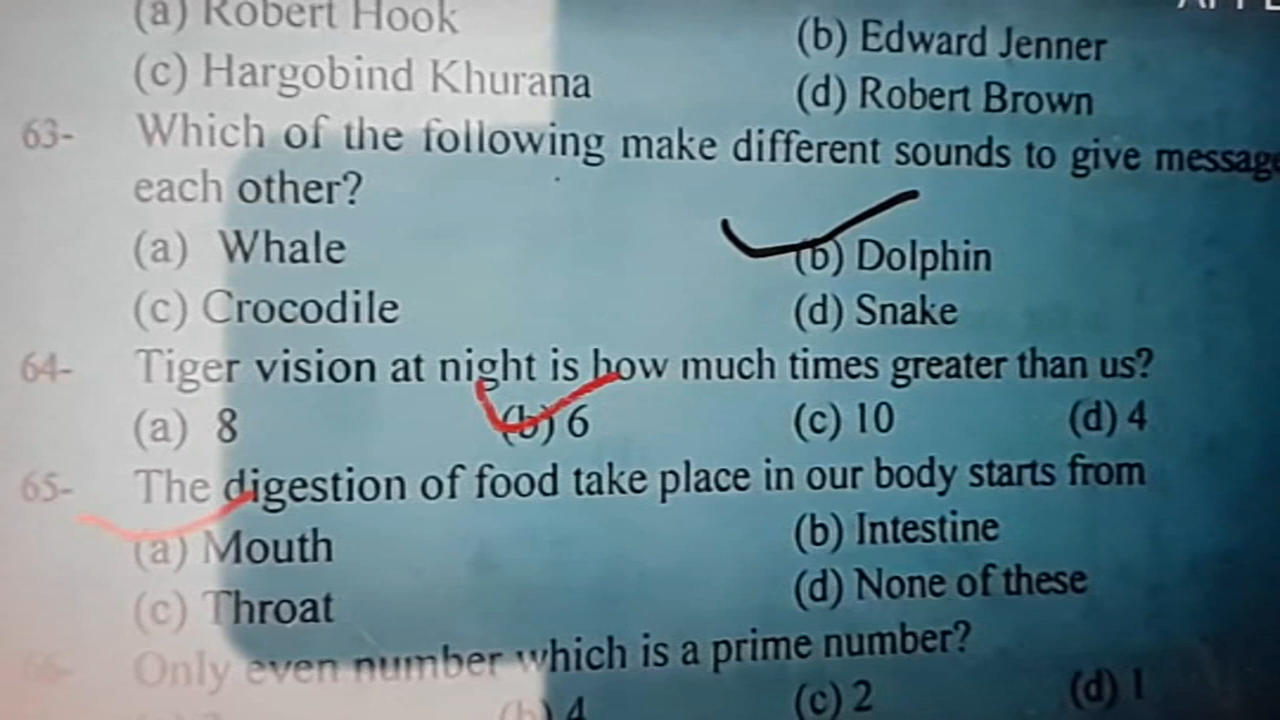 (a) Robert Hook (b) Edward Jenner
(c) Hargobind Khurana (d) Robert Brown
63- Which of the following make different sounds to give message
each other?
(a) Whale (b) Dolphin
(c) Crocodile (d) Snake
64- Tiger vision at night is how much times greater than us?
(a) 8 (b) 6 (c) 10 (d) 4
65- The digestion of food take place in our body starts from
(a) Mouth (b) Intestine
(c) Throat (d) None of these
66- Only even number which is a prime number?
(b) 4 (c) 2 (d) 1